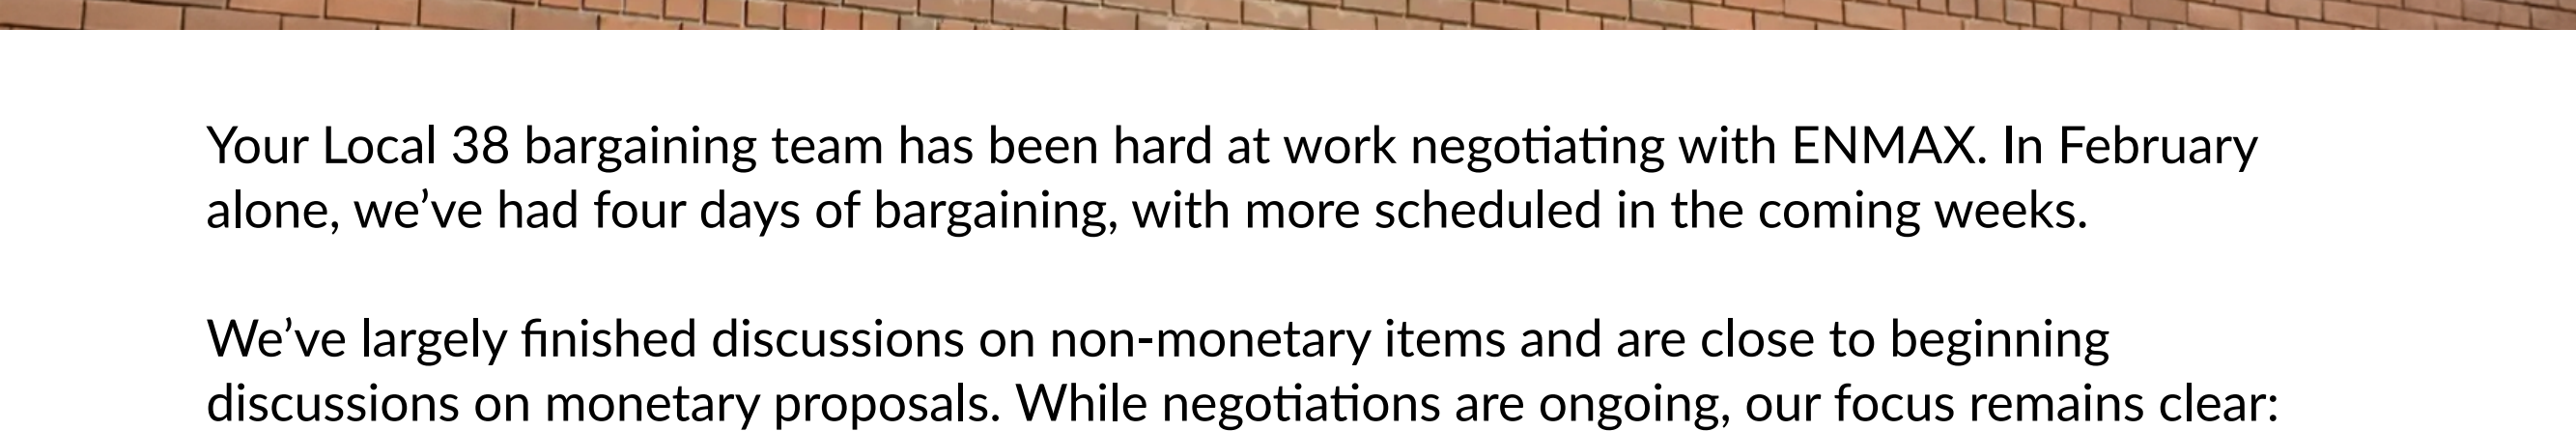 Your Local 38 bargaining team has been hard at work negotiating with ENMAX. In February
alone, we’ve had four days of bargaining, with more scheduled in the coming weeks.
We’ve largely finished discussions on non-monetary items and are close to beginning
discussions on monetary proposals. While negotiations are ongoing, our focus remains clear: